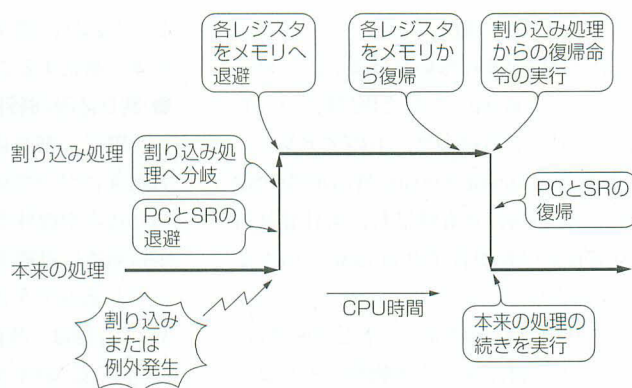 各レジスタ
をメモリへ
退避
各レジスタ
をメモリか
ら復帰
割り込み処理
からの復帰命
令の実行
割り込み処理
割り込み処
理へ分岐
PCとSRの
退避
PCとSRの
復帰
本来の処理
割り込み
または
例外発生
CPU時間
本来の処理の
続きを実行